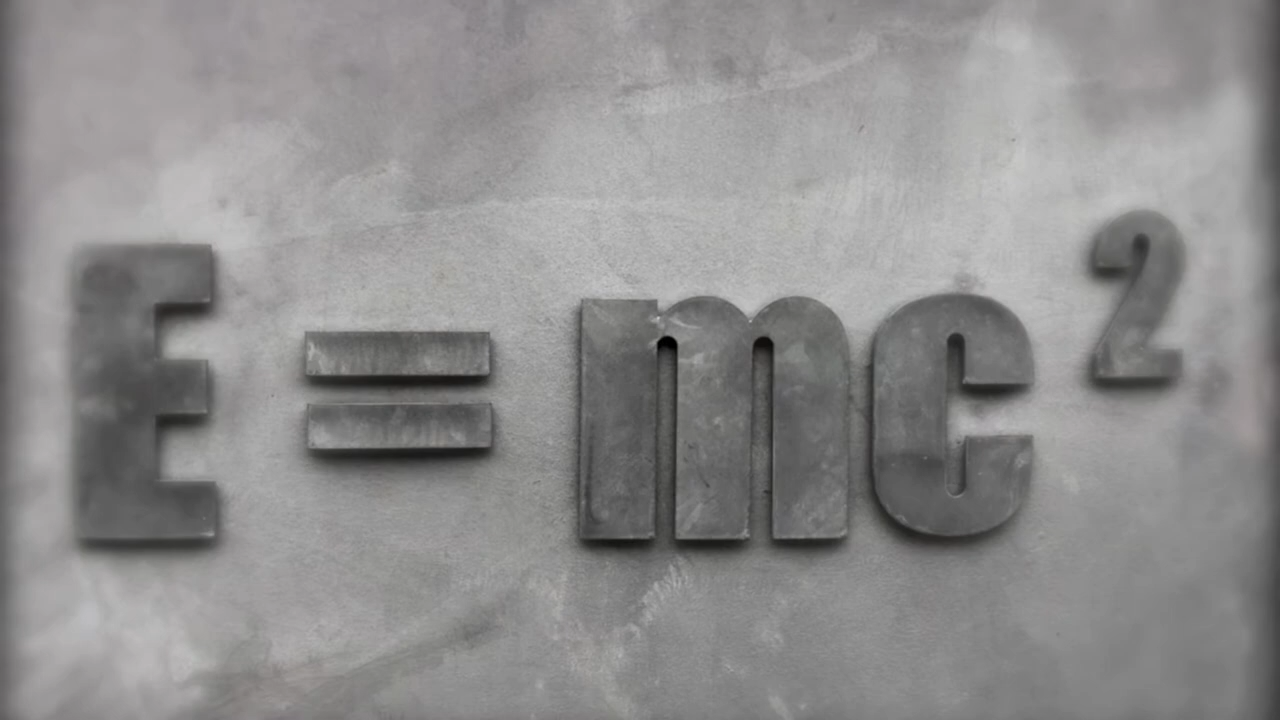 E = mc²